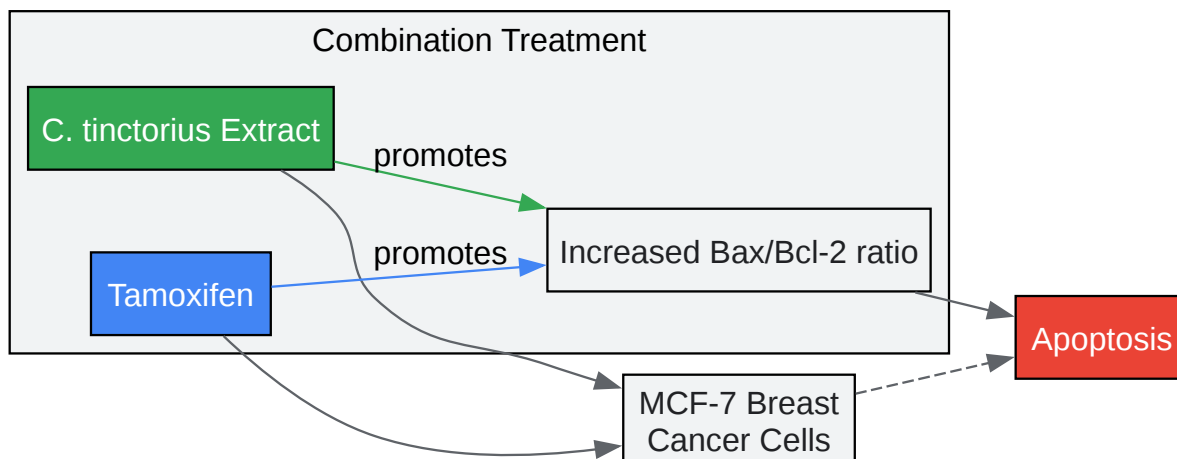 Combination Treatment
C. tinctorius Extract
promotes
Increased Bax/Bcl-2 ratio
promotes
Tamoxifen
Apoptosis
MCF-7 Breast
Cancer Cells